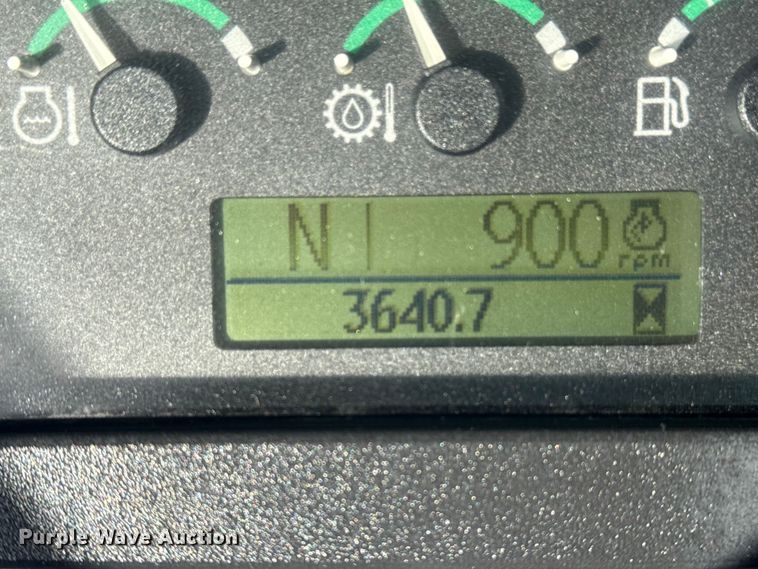 N | 900 rpm
3640.7
Purple Wave Auction